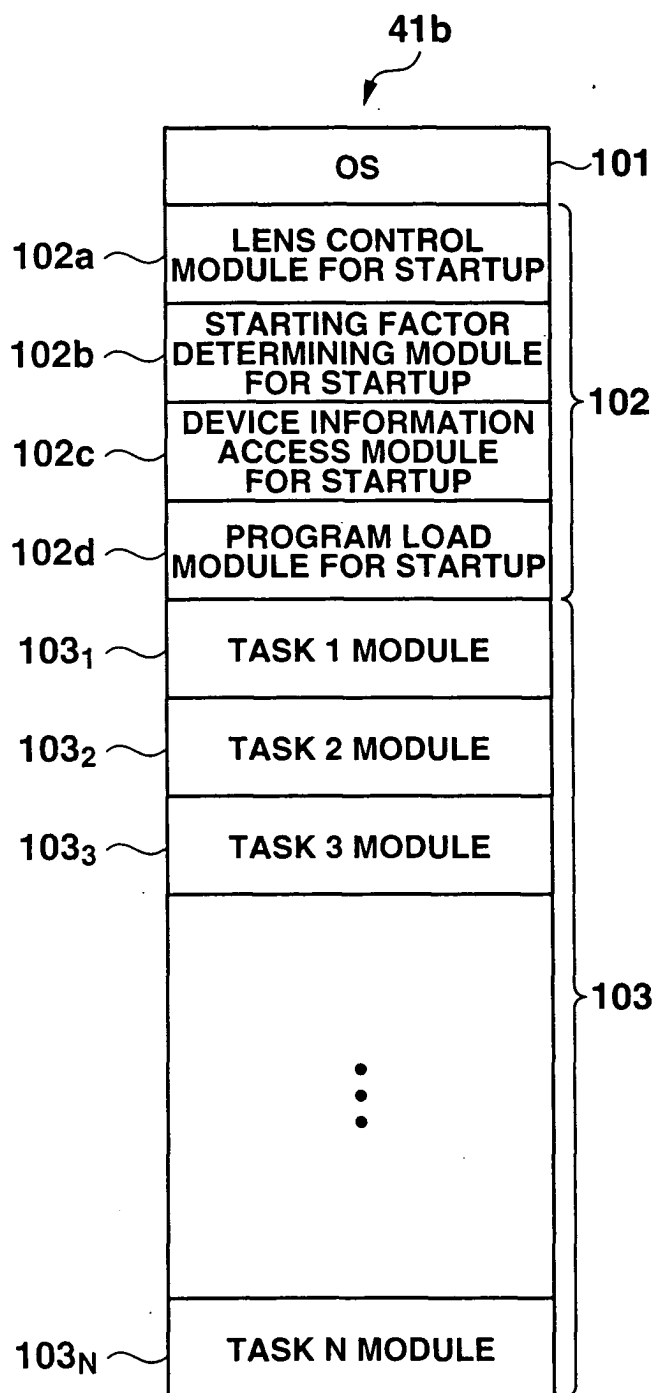 41b
OS
101
102a
LENS CONTROL
MODULE FOR STARTUP
102b
STARTING FACTOR
DETERMINING MODULE
FOR STARTUP
102
102c
DEVICE INFORMATION
ACCESS MODULE
FOR STARTUP
102d
PROGRAM LOAD
MODULE FOR STARTUP
103₁
TASK 1 MODULE
103₂
TASK 2 MODULE
103₃
TASK 3 MODULE
103
103N
TASK N MODULE